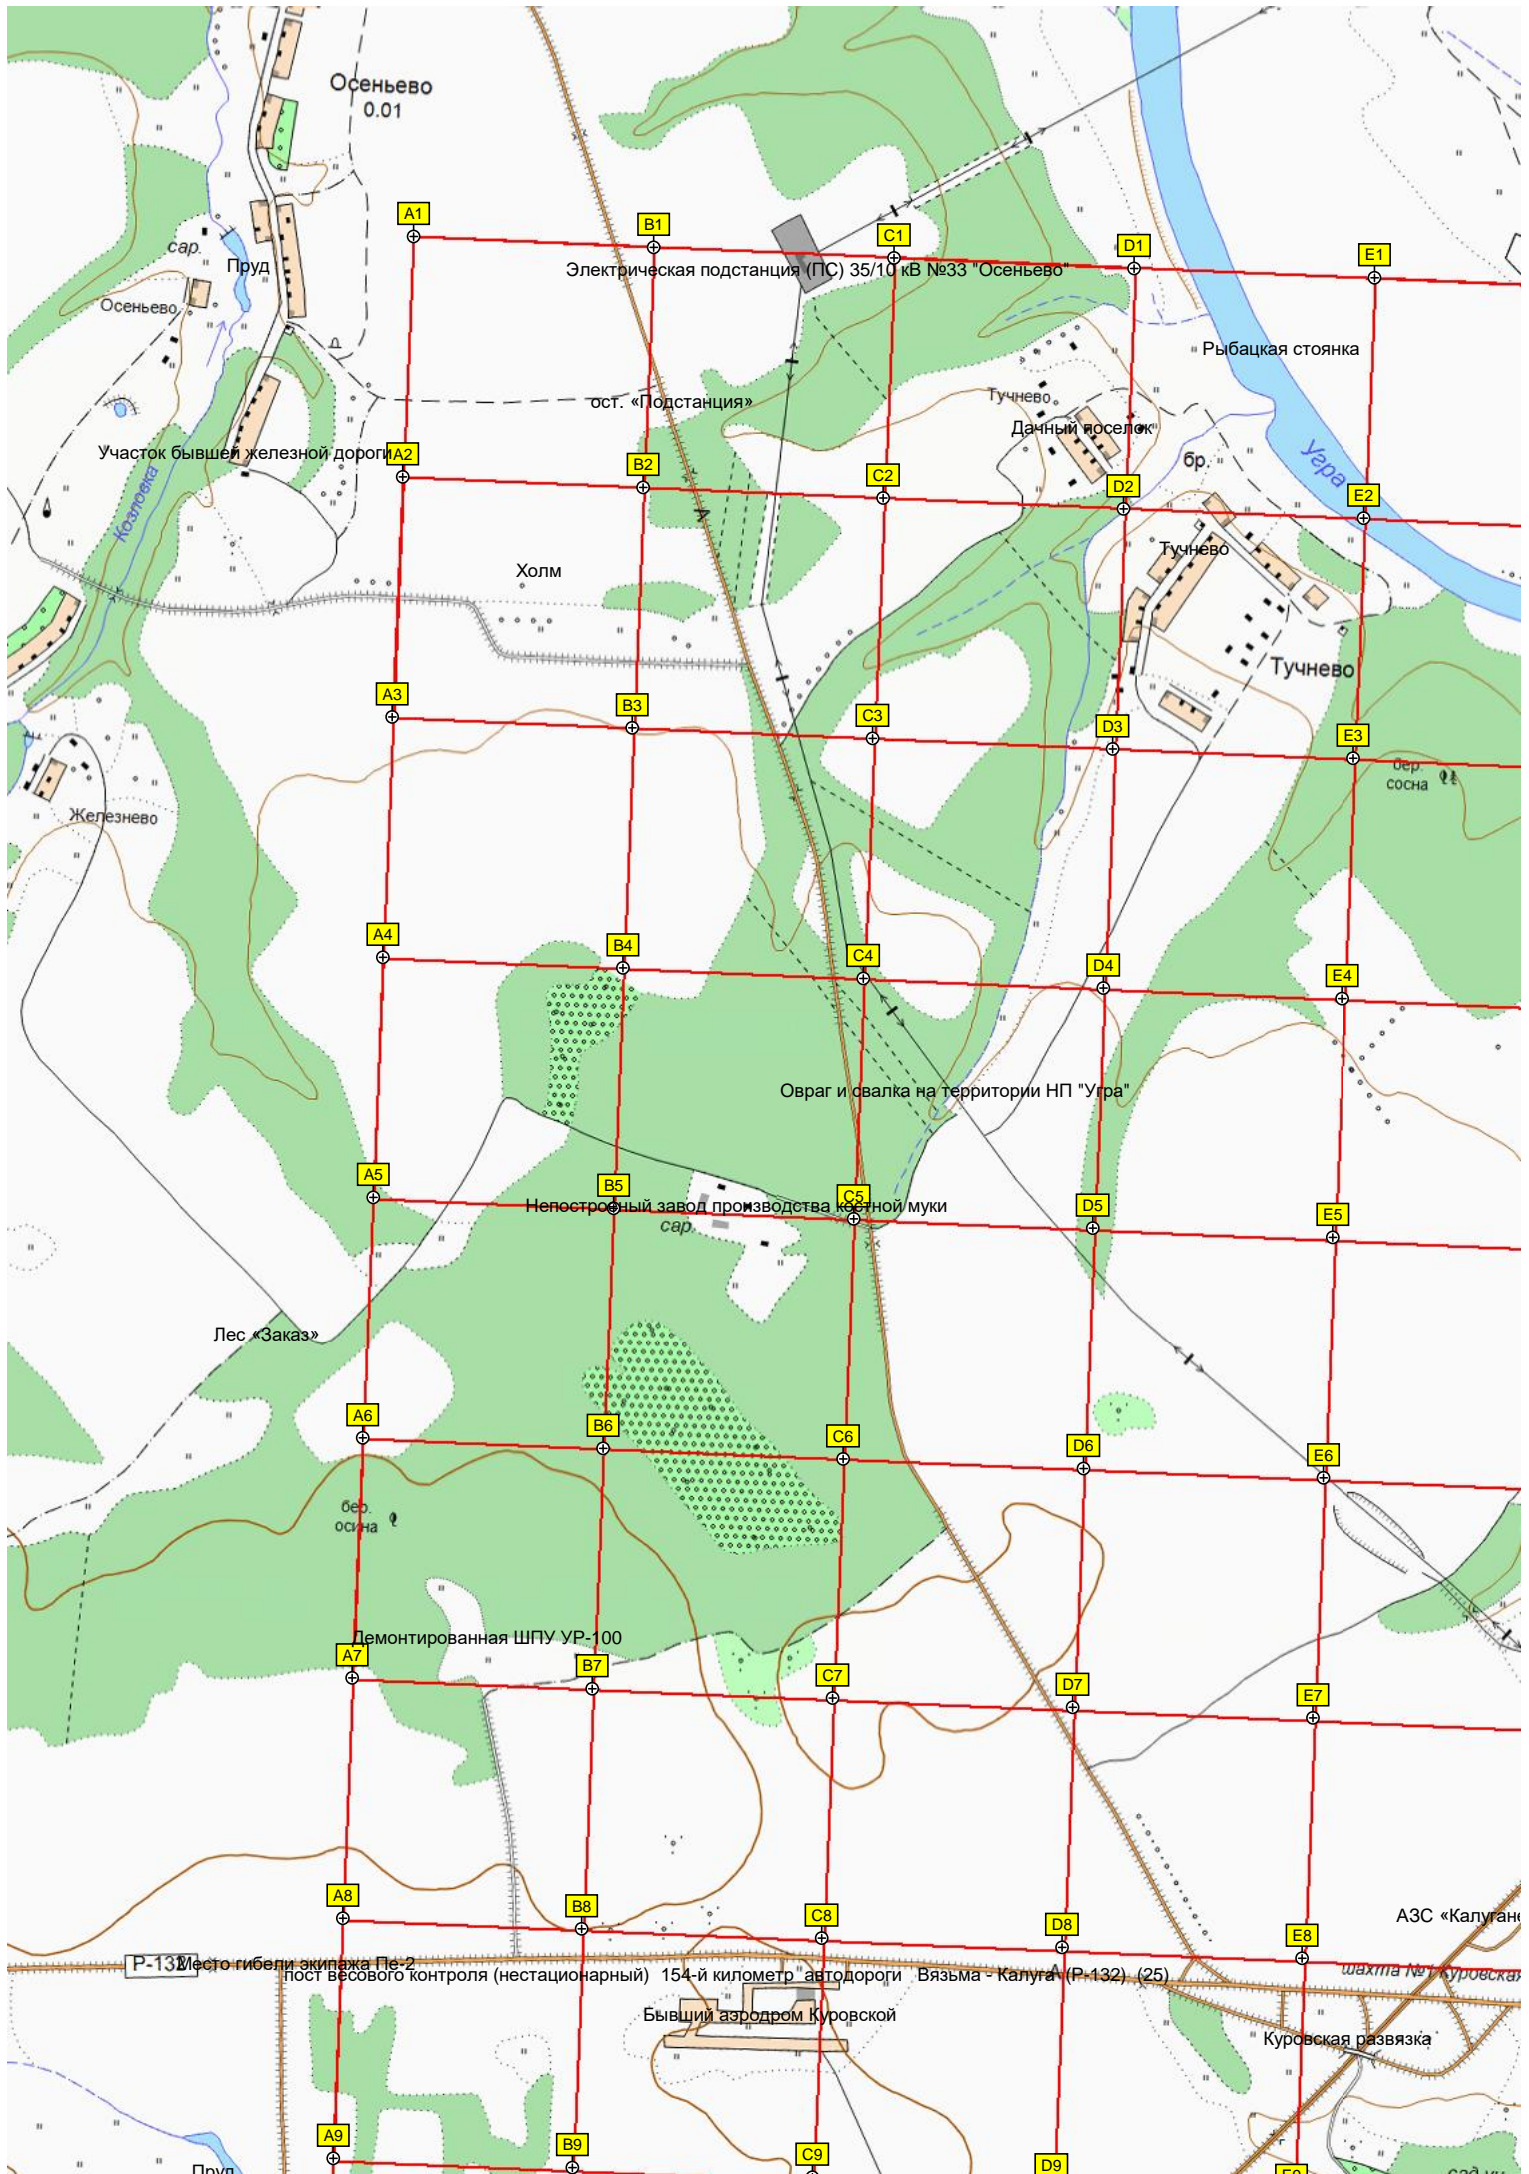 Осеньево
0.01
A1
B1
C1
D1
E1
сар.
Пруд
Электрическая подстанция (ПС) 35/10 кВ №33 "Осеньево"
Осеньево
Рыбацкая стоянка
ост. «Подстанция»
Тучнево
Дачный поселок
Участок бывшей железной дороги
A2
B2
C2
D2
E2
бр.
Угра
Козловка
А
Тучнево
Холм
Тучнево
A3
B3
C3
D3
E3
бер.
сосна
Железнево
A4
B4
C4
D4
E4
Овраг и свалка на территории НП "Угра"
A5
B5
C5
D5
E5
Непостроеный завод производства костной муки
сар.
Лес «Заказ»
A6
B6
C6
D6
E6
бер.
осина
Демонтированная ШПУ УР-100
A7
B7
C7
D7
E7
A8
B8
C8
D8
E8
АЗС «Калугане
Р-132
Место гибели экипажа Пе-2
пост весового контроля (нестационарный) 154-й километр автодороги Вязьма - Калуга (Р-132) (25)
А
шахта №1 Куровская
Бывший аэродром Куровской
Куровская развязка
A9
B9
C9
D9
E9
Пруд